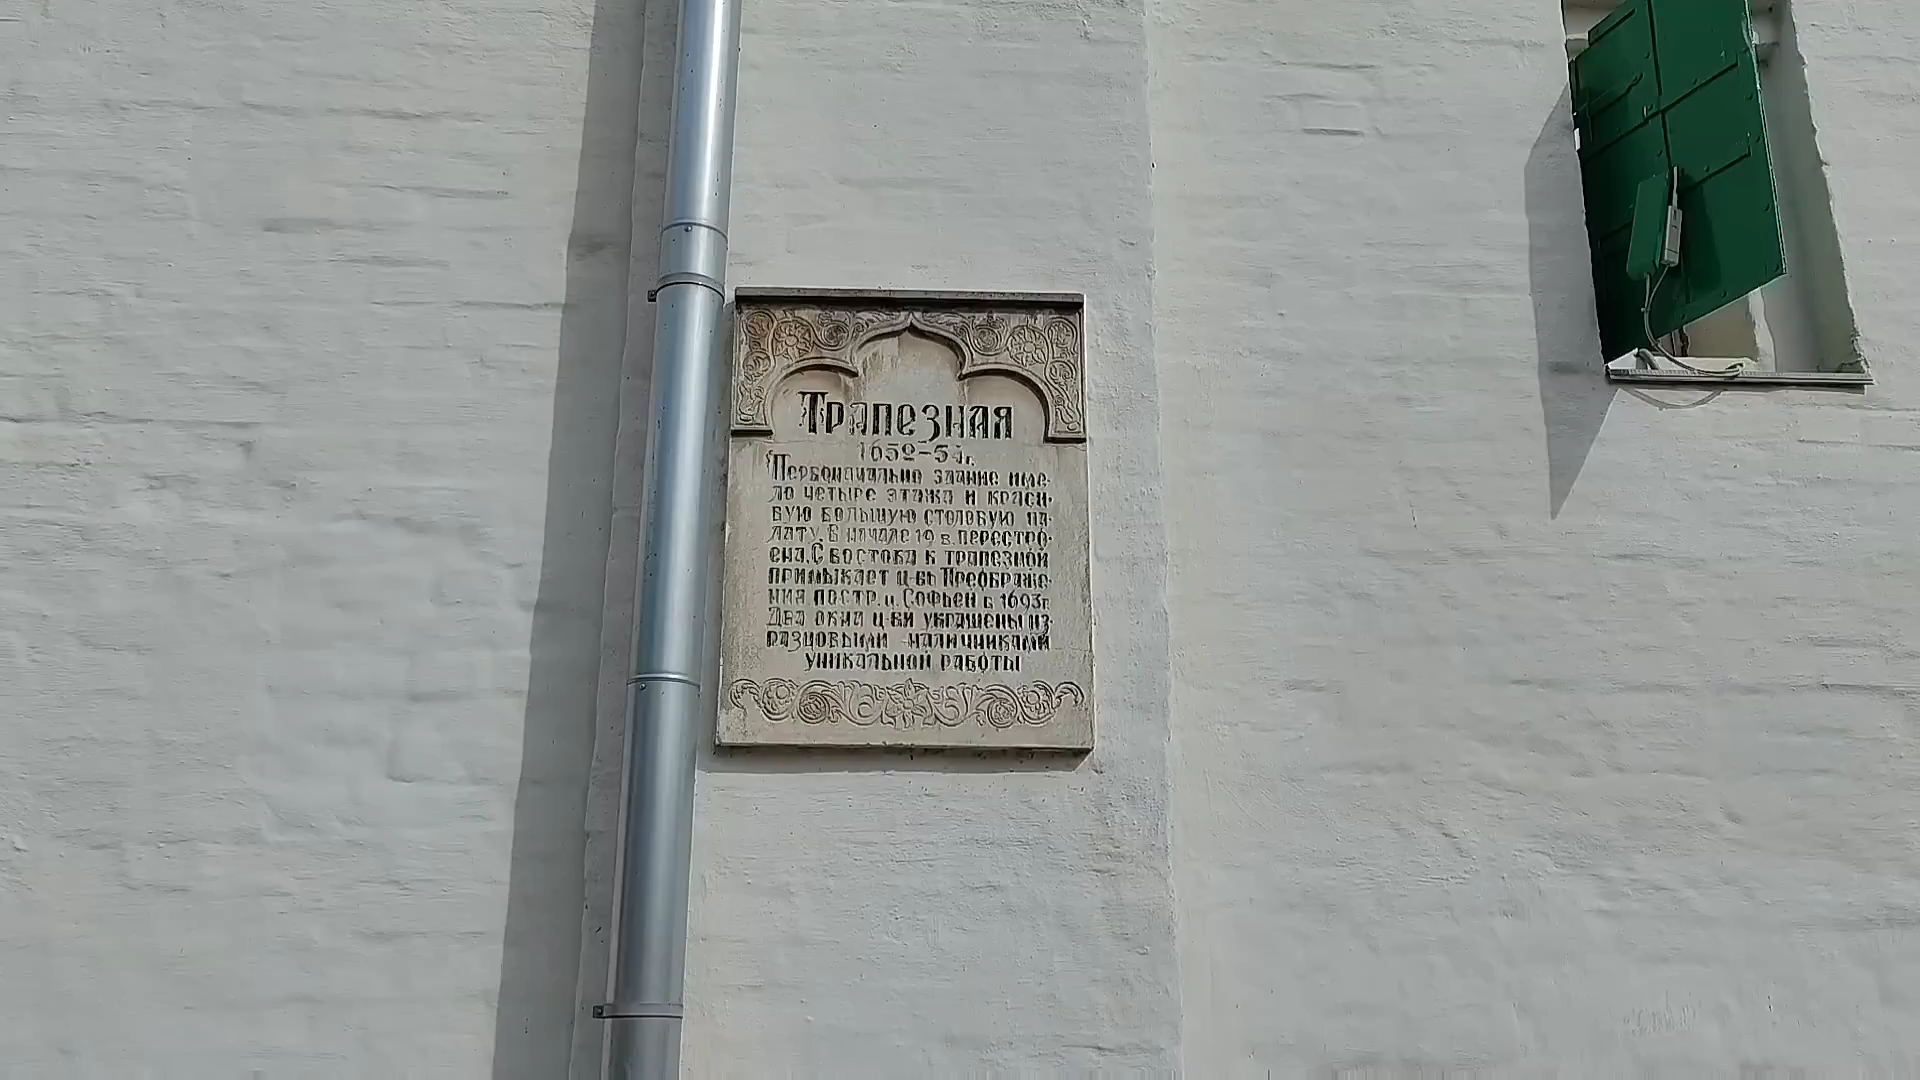 Трапезная
1652-54г.
Первоначально здание име-
ло четыре этажа и краси-
вую большую столовую па-
лату. В начале 19 в. перестро-
ена. С востока к трапезной
примыкает ц-вь Преображе-
ния постр. ц. Софьей в 1693г.
Два окна ц-ви украшены из-
разцовыми наличниками
уникальной работы